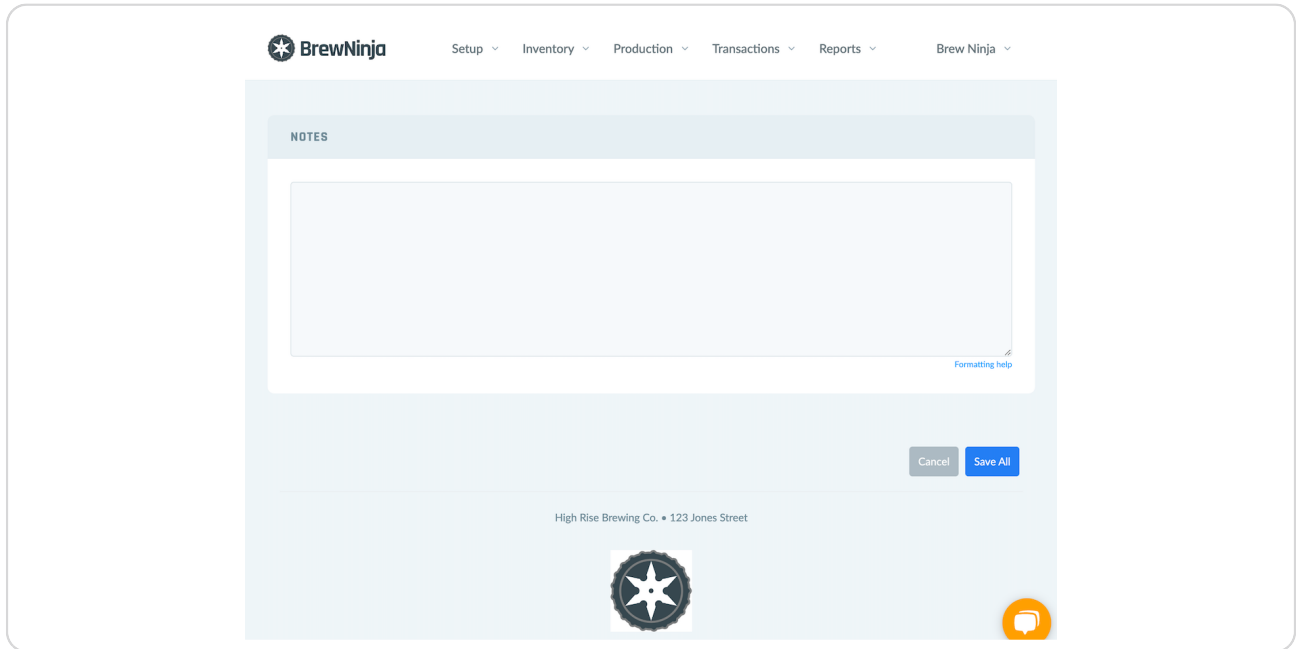 BrewNinja Setup Inventory Production Transactions Reports Brew Ninja
NOTES
Formatting help
Cancel Save All
High Rise Brewing Co. • 123 Jones Street